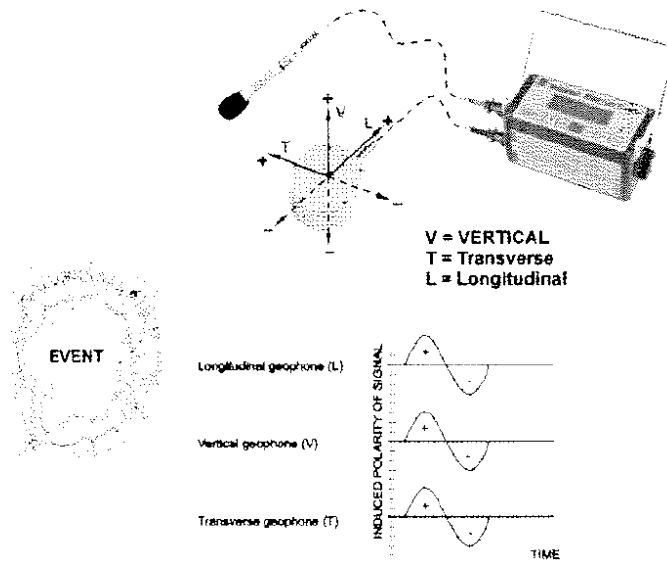 +
V
L
+
T
+
-
-
-
V = VERTICAL
T = Transverse
L = Longitudinal
EVENT
Longitudinal geophone (L)
Vertical geophone (V)
Transverse geophone (T)
INDUCED POLARITY OF SIGNAL
+
-
+
-
+
-
TIME